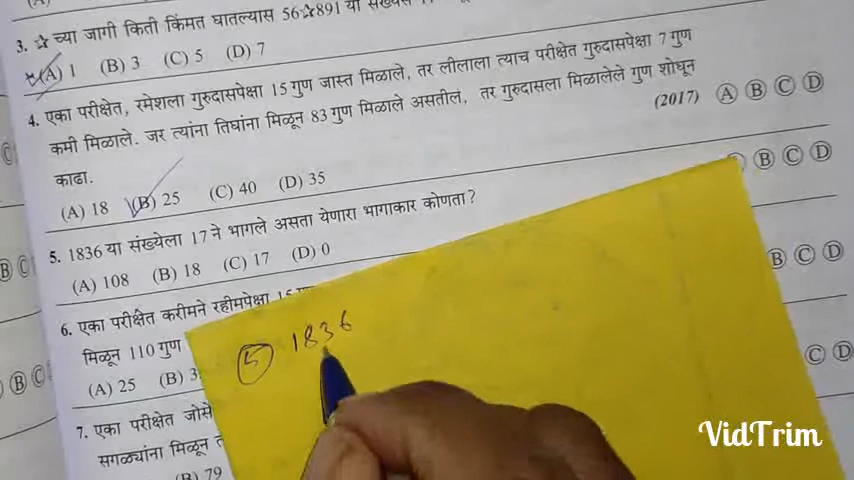 3. ☆ च्या जागी किती किंमत घातल्यास 56☆891 या
(A) 1 (B) 3 (C) 5 (D) 7
4. एका परीक्षेत, रमेशला गुरुदासपेक्षा 15 गुण जास्त मिळाले, तर लीलाला त्याच परीक्षेत गुरुदासपेक्षा 7 गुण
कमी मिळाले. जर त्यांना तिघांना मिळून 83 गुण मिळाले असतील, तर गुरुदासला मिळालेले गुण शोधून
काढा. (2017) Ⓐ Ⓑ Ⓒ Ⓓ
(A) 18 (B) 25 (C) 40 (D) 35
Ⓑ Ⓒ Ⓓ
5. 1836 या संख्येला 17 ने भागले असता येणारा भागाकार कोणता?
(A) 108 (B) 18 (C) 17 (D) 0
Ⓑ Ⓒ Ⓓ
6. एका परीक्षेत करीमने रहीमपेक्षा 15
मिळून 110 गुण
(A) 25 (B) 3
Ⓒ Ⓓ
7. एका परीक्षेत जोसे
सगळ्यांना मिळून
(B) 79
⑤ 1836
VidTrim